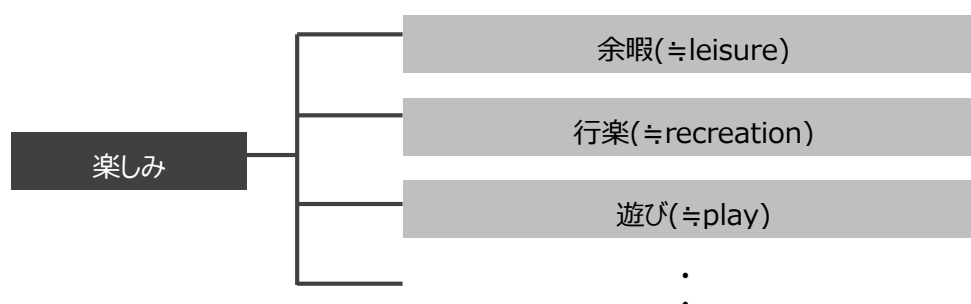 余暇(≒leisure)
行楽(≒recreation)
楽しみ
遊び(≒play)
・
・